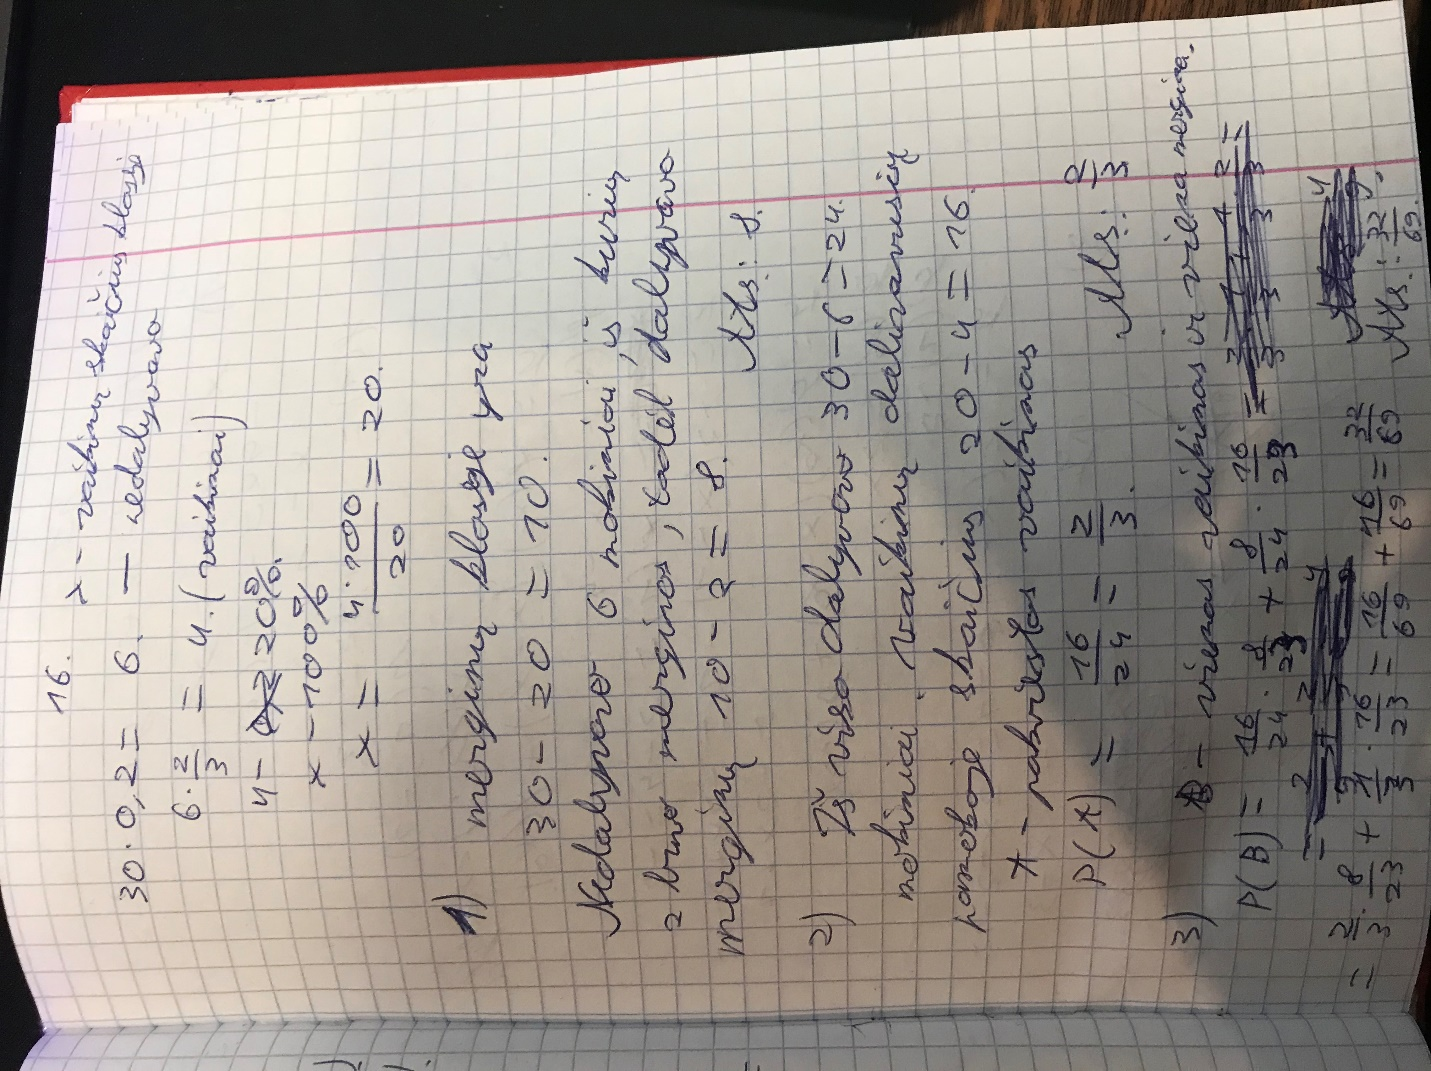 16. x - vaikinų skaičius klasėje
30 · 0,2 = 6. - nedalyvavo
6 · 2/3 = 4. (vaikinai)
4 - 20%.
x - 100%
x = 4·100/20 = 20.
1) merginų klasėje yra
30 - 20 = 10.
Nedalyvavo 6 mokiniai iš kurių
2 buvo merginos, todėl dalyvavo
merginų 10 - 2 = 8. Ats.: 8.
2) Iš viso dalyvavo 30 - 6 = 24
mokiniai, vaikinų
pamokoje skaičius 20 - 4 = 16.
A - vaikinas
P(A) = 16/24 = 2/3. Ats.: 2/3
3) B - vienas vaikinas ir viena mergina.
P(B) = 16/24 · 8/23 + 8/24 · 16/23
= 2/3 · 8/23 + 1/3 · 16/23 = 16/69 + 16/69 = 32/69 Ats.: 32/69.